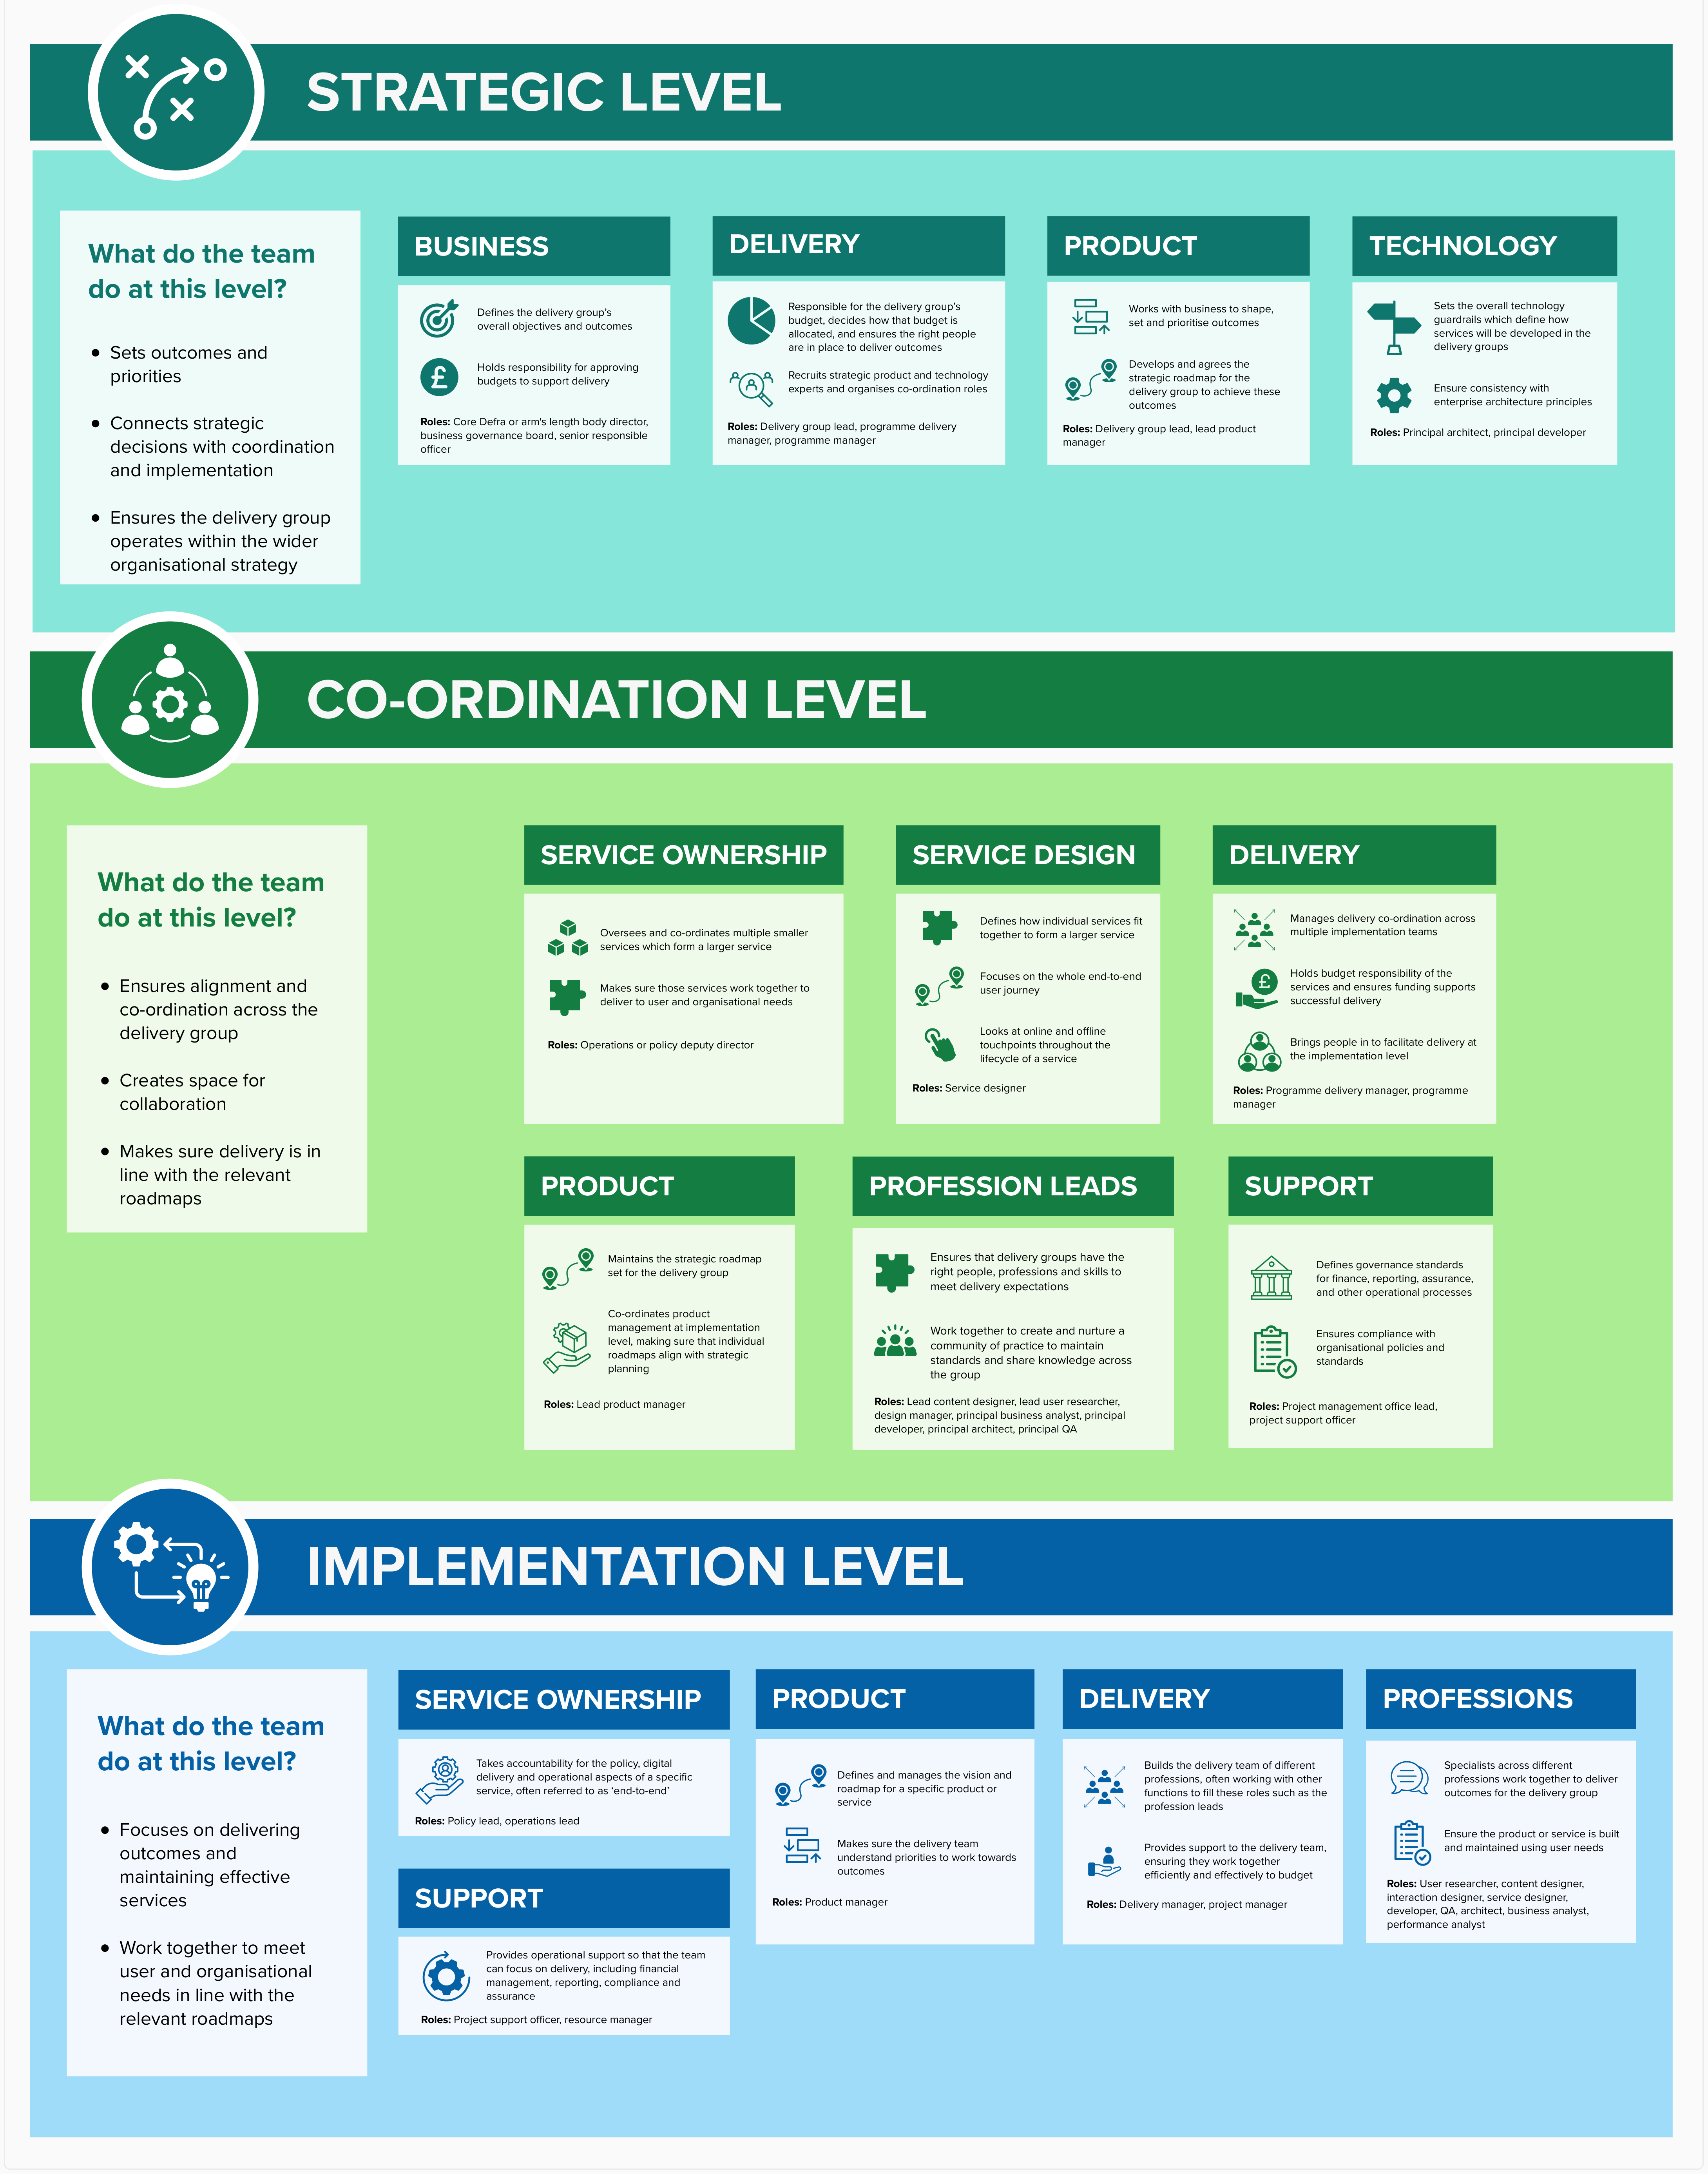 STRATEGIC LEVEL
What do the team
do at this level?
● Sets outcomes and
priorities
● Connects strategic
decisions with coordination
and implementation
● Ensures the delivery group
operates within the wider
organisational strategy
BUSINESS
Defines the delivery group's
overall objectives and outcomes
£
Holds responsibility for approving
budgets to support delivery
Roles: Core Defra or arm's length body director,
business governance board, senior responsible
officer
DELIVERY
Responsible for the delivery group's
budget, decides how that budget is
allocated, and ensures the right people
are in place to deliver outcomes
Recruits strategic product and technology
experts and organises co-ordination roles
Roles: Delivery group lead, programme delivery
manager, programme manager
PRODUCT
Works with business to shape,
set and prioritise outcomes
Develops and agrees the
strategic roadmap for the
delivery group to achieve these
outcomes
Roles: Delivery group lead, lead product
manager
TECHNOLOGY
Sets the overall technology
guardrails which define how
services will be developed in the
delivery groups
Ensure consistency with
enterprise architecture principles
Roles: Principal architect, principal developer
CO-ORDINATION LEVEL
What do the team
do at this level?
● Ensures alignment and
co-ordination across the
delivery group
● Creates space for
collaboration
● Makes sure delivery is in
line with the relevant
roadmaps
SERVICE OWNERSHIP
Oversees and co-ordinates multiple smaller
services which form a larger service
Makes sure those services work together to
deliver to user and organisational needs
Roles: Operations or policy deputy director
SERVICE DESIGN
Defines how individual services fit
together to form a larger service
Focuses on the whole end-to-end
user journey
Looks at online and offline
touchpoints throughout the
lifecycle of a service
Roles: Service designer
DELIVERY
Manages delivery co-ordination across
multiple implementation teams
£
Holds budget responsibility of the
services and ensures funding supports
successful delivery
Brings people in to facilitate delivery at
the implementation level
Roles: Programme delivery manager, programme
manager
PRODUCT
Maintains the strategic roadmap
set for the delivery group
Co-ordinates product
management at implementation
level, making sure that individual
roadmaps align with strategic
planning
Roles: Lead product manager
PROFESSION LEADS
Ensures that delivery groups have the
right people, professions and skills to
meet delivery expectations
Work together to create and nurture a
community of practice to maintain
standards and share knowledge across
the group
Roles: Lead content designer, lead user researcher,
design manager, principal business analyst, principal
developer, principal architect, principal QA
SUPPORT
Defines governance standards
for finance, reporting, assurance,
and other operational processes
Ensures compliance with
organisational policies and
standards
Roles: Project management office lead,
project support officer
IMPLEMENTATION LEVEL
What do the team
do at this level?
● Focuses on delivering
outcomes and
maintaining effective
services
● Work together to meet
user and organisational
needs in line with the
relevant roadmaps
SERVICE OWNERSHIP
Takes accountability for the policy, digital
delivery and operational aspects of a specific
service, often referred to as ‘end-to-end’
Roles: Policy lead, operations lead
SUPPORT
Provides operational support so that the team
can focus on delivery, including financial
management, reporting, compliance and
assurance
Roles: Project support officer, resource manager
PRODUCT
Defines and manages the vision and
roadmap for a specific product or
service
Makes sure the delivery team
understand priorities to work towards
outcomes
Roles: Product manager
DELIVERY
Builds the delivery team of different
professions, often working with other
functions to fill these roles such as the
profession leads
Provides support to the delivery team,
ensuring they work together
efficiently and effectively to budget
Roles: Delivery manager, project manager
PROFESSIONS
Specialists across different
professions work together to deliver
outcomes for the delivery group
Ensure the product or service is built
and maintained using user needs
Roles: User researcher, content designer,
interaction designer, service designer,
developer, QA, architect, business analyst,
performance analyst